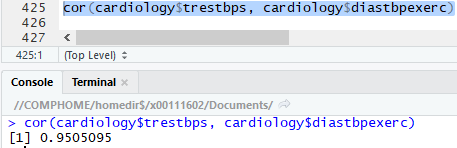 425 cor(cardiology$trestbps, cardiology$diastbpexerc)
426
427
425:1 (Top Level)
Console Terminal ×
//COMPHOME/homedir$/x00111602/Documents/
> cor(cardiology$trestbps, cardiology$diastbpexerc)
[1] 0.9505095